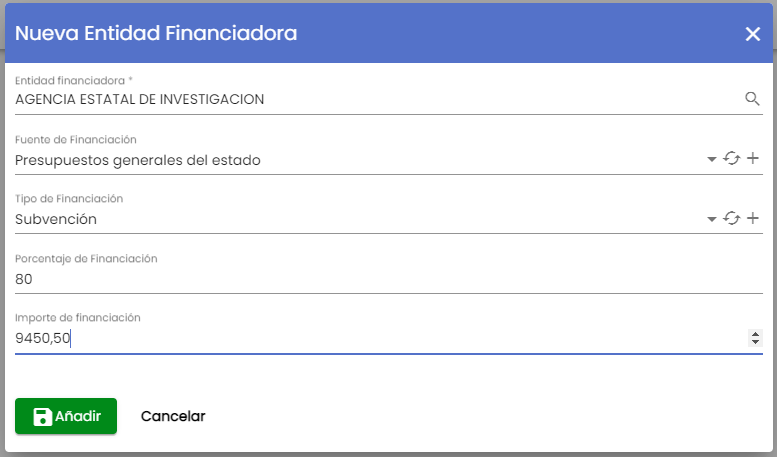 Nueva Entidad Financiadora
Entidad financiadora *
AGENCIA ESTATAL DE INVESTIGACION
Fuente de Financiación
Presupuestos generales del estado
Tipo de Financiación
Subvención
Porcentaje de Financiación
80
Importe de financiación
9450,50
Añadir Cancelar